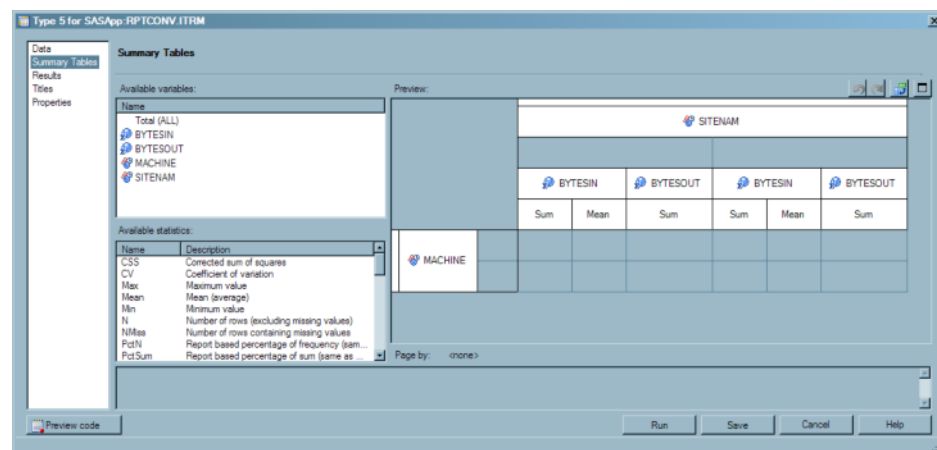 Type 5 for SASApp:RPTCONV.ITRM
Data
Summary Tables
Results
Titles
Properties
Summary Tables
Available variables:
Name
Total (ALL)
BYTESIN
BYTESOUT
MACHINE
SITENAM
Available statistics:
Name Description
CSS Corrected sum of squares
CV Coefficient of variation
Max Maximum value
Mean Mean (average)
Min Minimum value
N Number of rows (excluding missing values)
NMiss Number of rows containing missing values
PctN Report based percentage of frequency (sam...
PctSum Report based percentage of sum (same as ...
Preview:
SITENAM
BYTESIN BYTESOUT BYTESIN BYTESOUT
Sum Mean Sum Sum Mean Sum
MACHINE
Page by: <none>
Preview code
Run Save Cancel Help